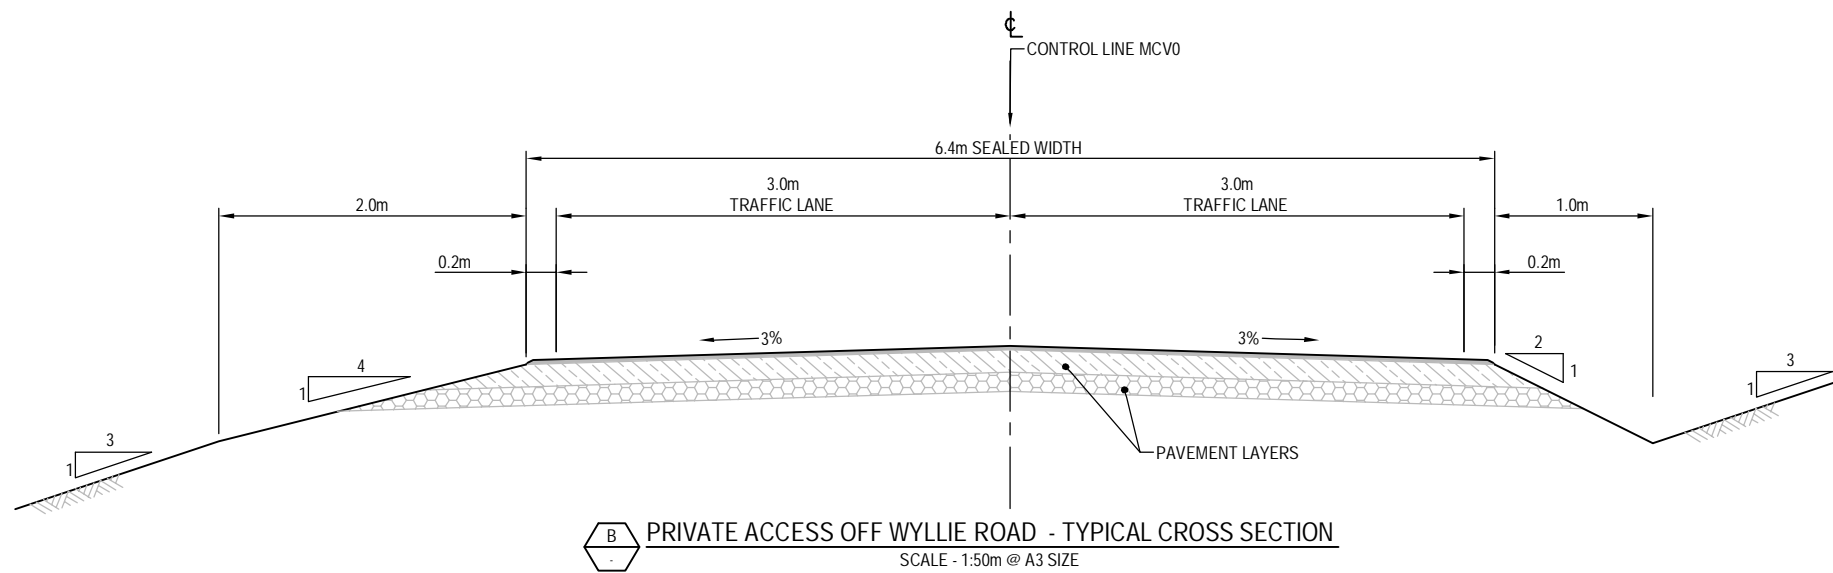 ℄
CONTROL LINE MCV0
6.4m SEALED WIDTH
3.0m
TRAFFIC LANE
3.0m
TRAFFIC LANE
2.0m
1.0m
0.2m
0.2m
3%
3%
4
1
3
1
2
1
3
1
PAVEMENT LAYERS
B
-
PRIVATE ACCESS OFF WYLLIE ROAD - TYPICAL CROSS SECTION
SCALE - 1:50m @ A3 SIZE